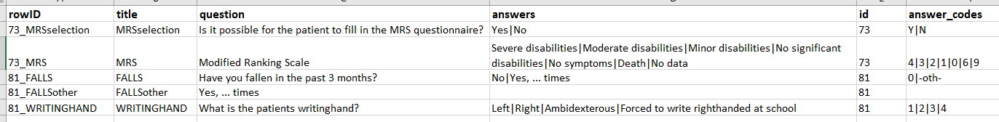 rowID title question answers id answer_codes
73_MRSselection MRSselection Is it possible for the patient to fill in the MRS questionnaire? Yes|No 73 Y|N
Severe disabilities|Moderate disabilities|Minor disabilities|No significant
73_MRS MRS Modified Ranking Scale disabilities|No symptoms|Death|No data 73 4|3|2|1|0|6|9
81_FALLS FALLS Have you fallen in the past 3 months? No|Yes, ... times 81 0|-oth-
81_FALLSother FALLSother Yes, ... times 81
81_WRITINGHAND WRITINGHAND What is the patients writinghand? Left|Right|Ambidexterous|Forced to write righthanded at school 81 1|2|3|4